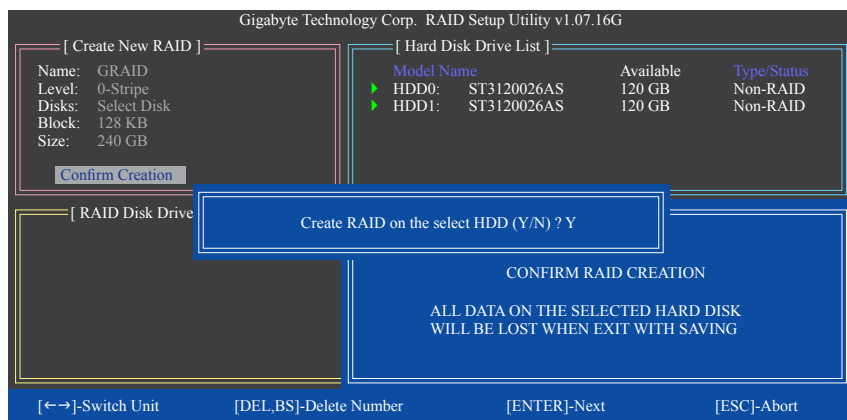 Gigabyte Technology Corp. RAID Setup Utility v1.07.16G
[ Create New RAID ]
Name: GRAID
Level: 0-Stripe
Disks: Select Disk
Block: 128 KB
Size: 240 GB
Confirm Creation
[ Hard Disk Drive List ]
Model Name Available Type/Status
HDD0: ST3120026AS 120 GB Non-RAID
HDD1: ST3120026AS 120 GB Non-RAID
[ RAID Disk Drive
Create RAID on the select HDD (Y/N) ? Y
CONFIRM RAID CREATION
ALL DATA ON THE SELECTED HARD DISK
WILL BE LOST WHEN EXIT WITH SAVING
[←→]-Switch Unit [DEL,BS]-Delete Number [ENTER]-Next [ESC]-Abort